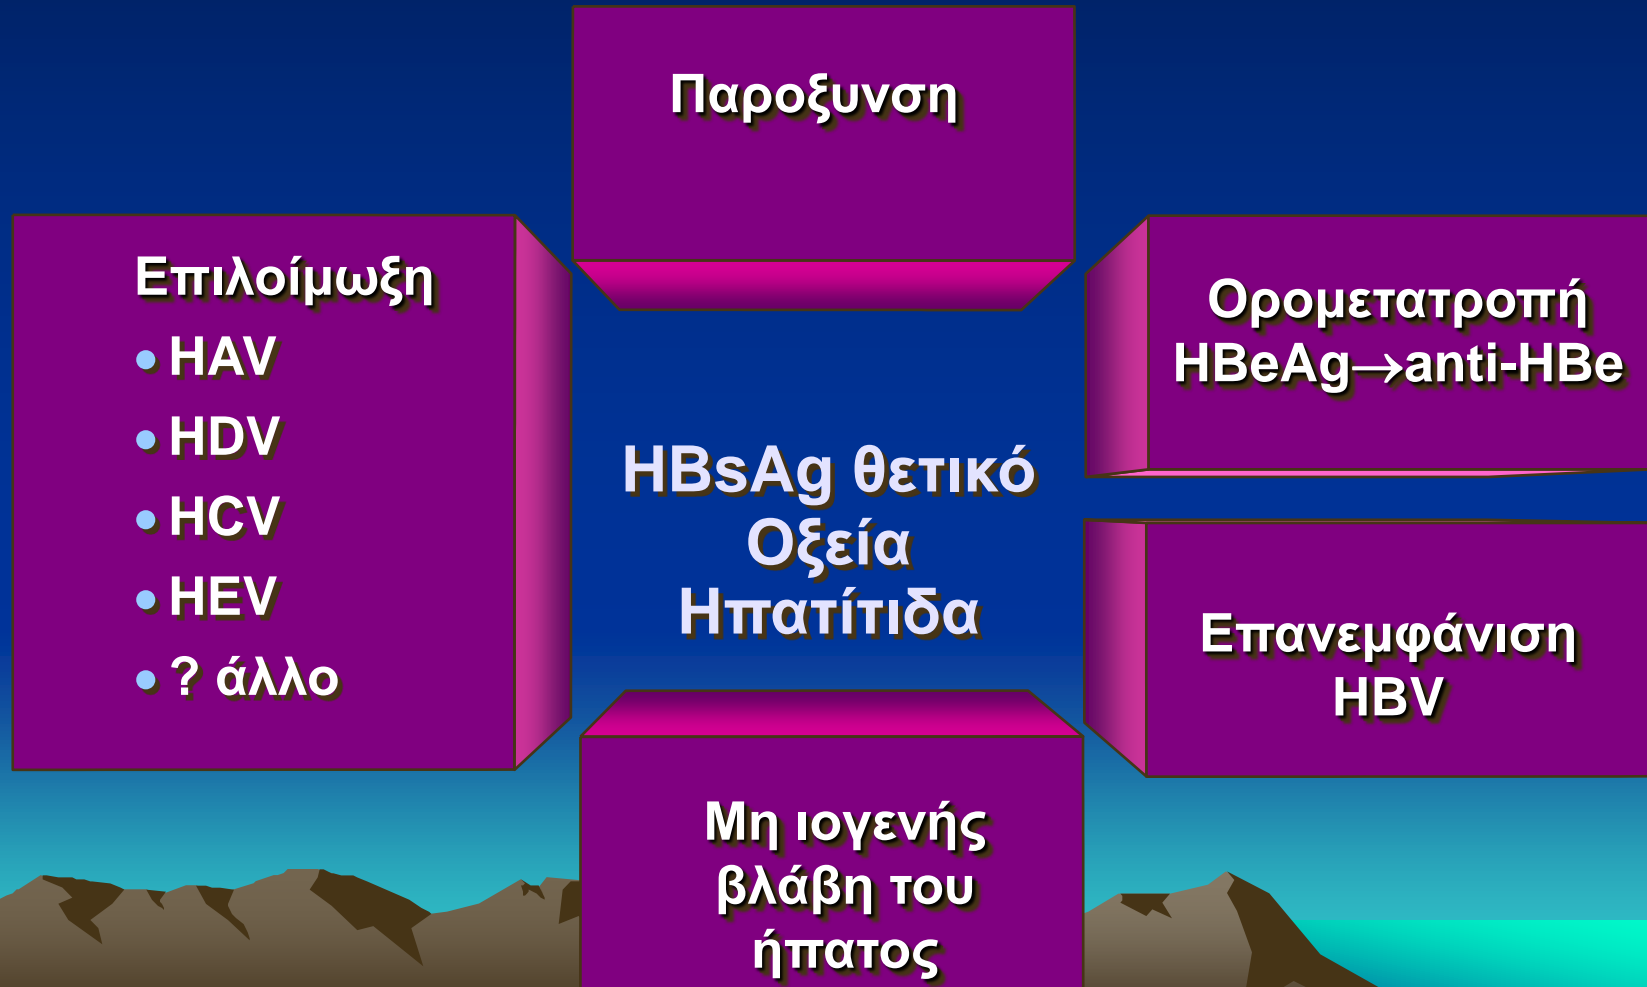 Παροξυνση
Επιλοίμωξη
• HAV
• HDV
• HCV
• HEV
• ? άλλο
HBsAg θετικό
Οξεία
Ηπατίτιδα
Ορομετατροπή
HBeAg→anti-HBe
Επανεμφάνιση
HBV
Μη ιογενής
βλάβη του
ήπατος